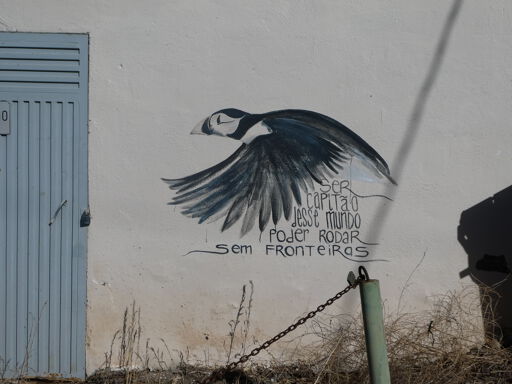 SER
CAPITÃO
DESSE MUNDO
PODER RODAR
SEM FRONTEIRAS